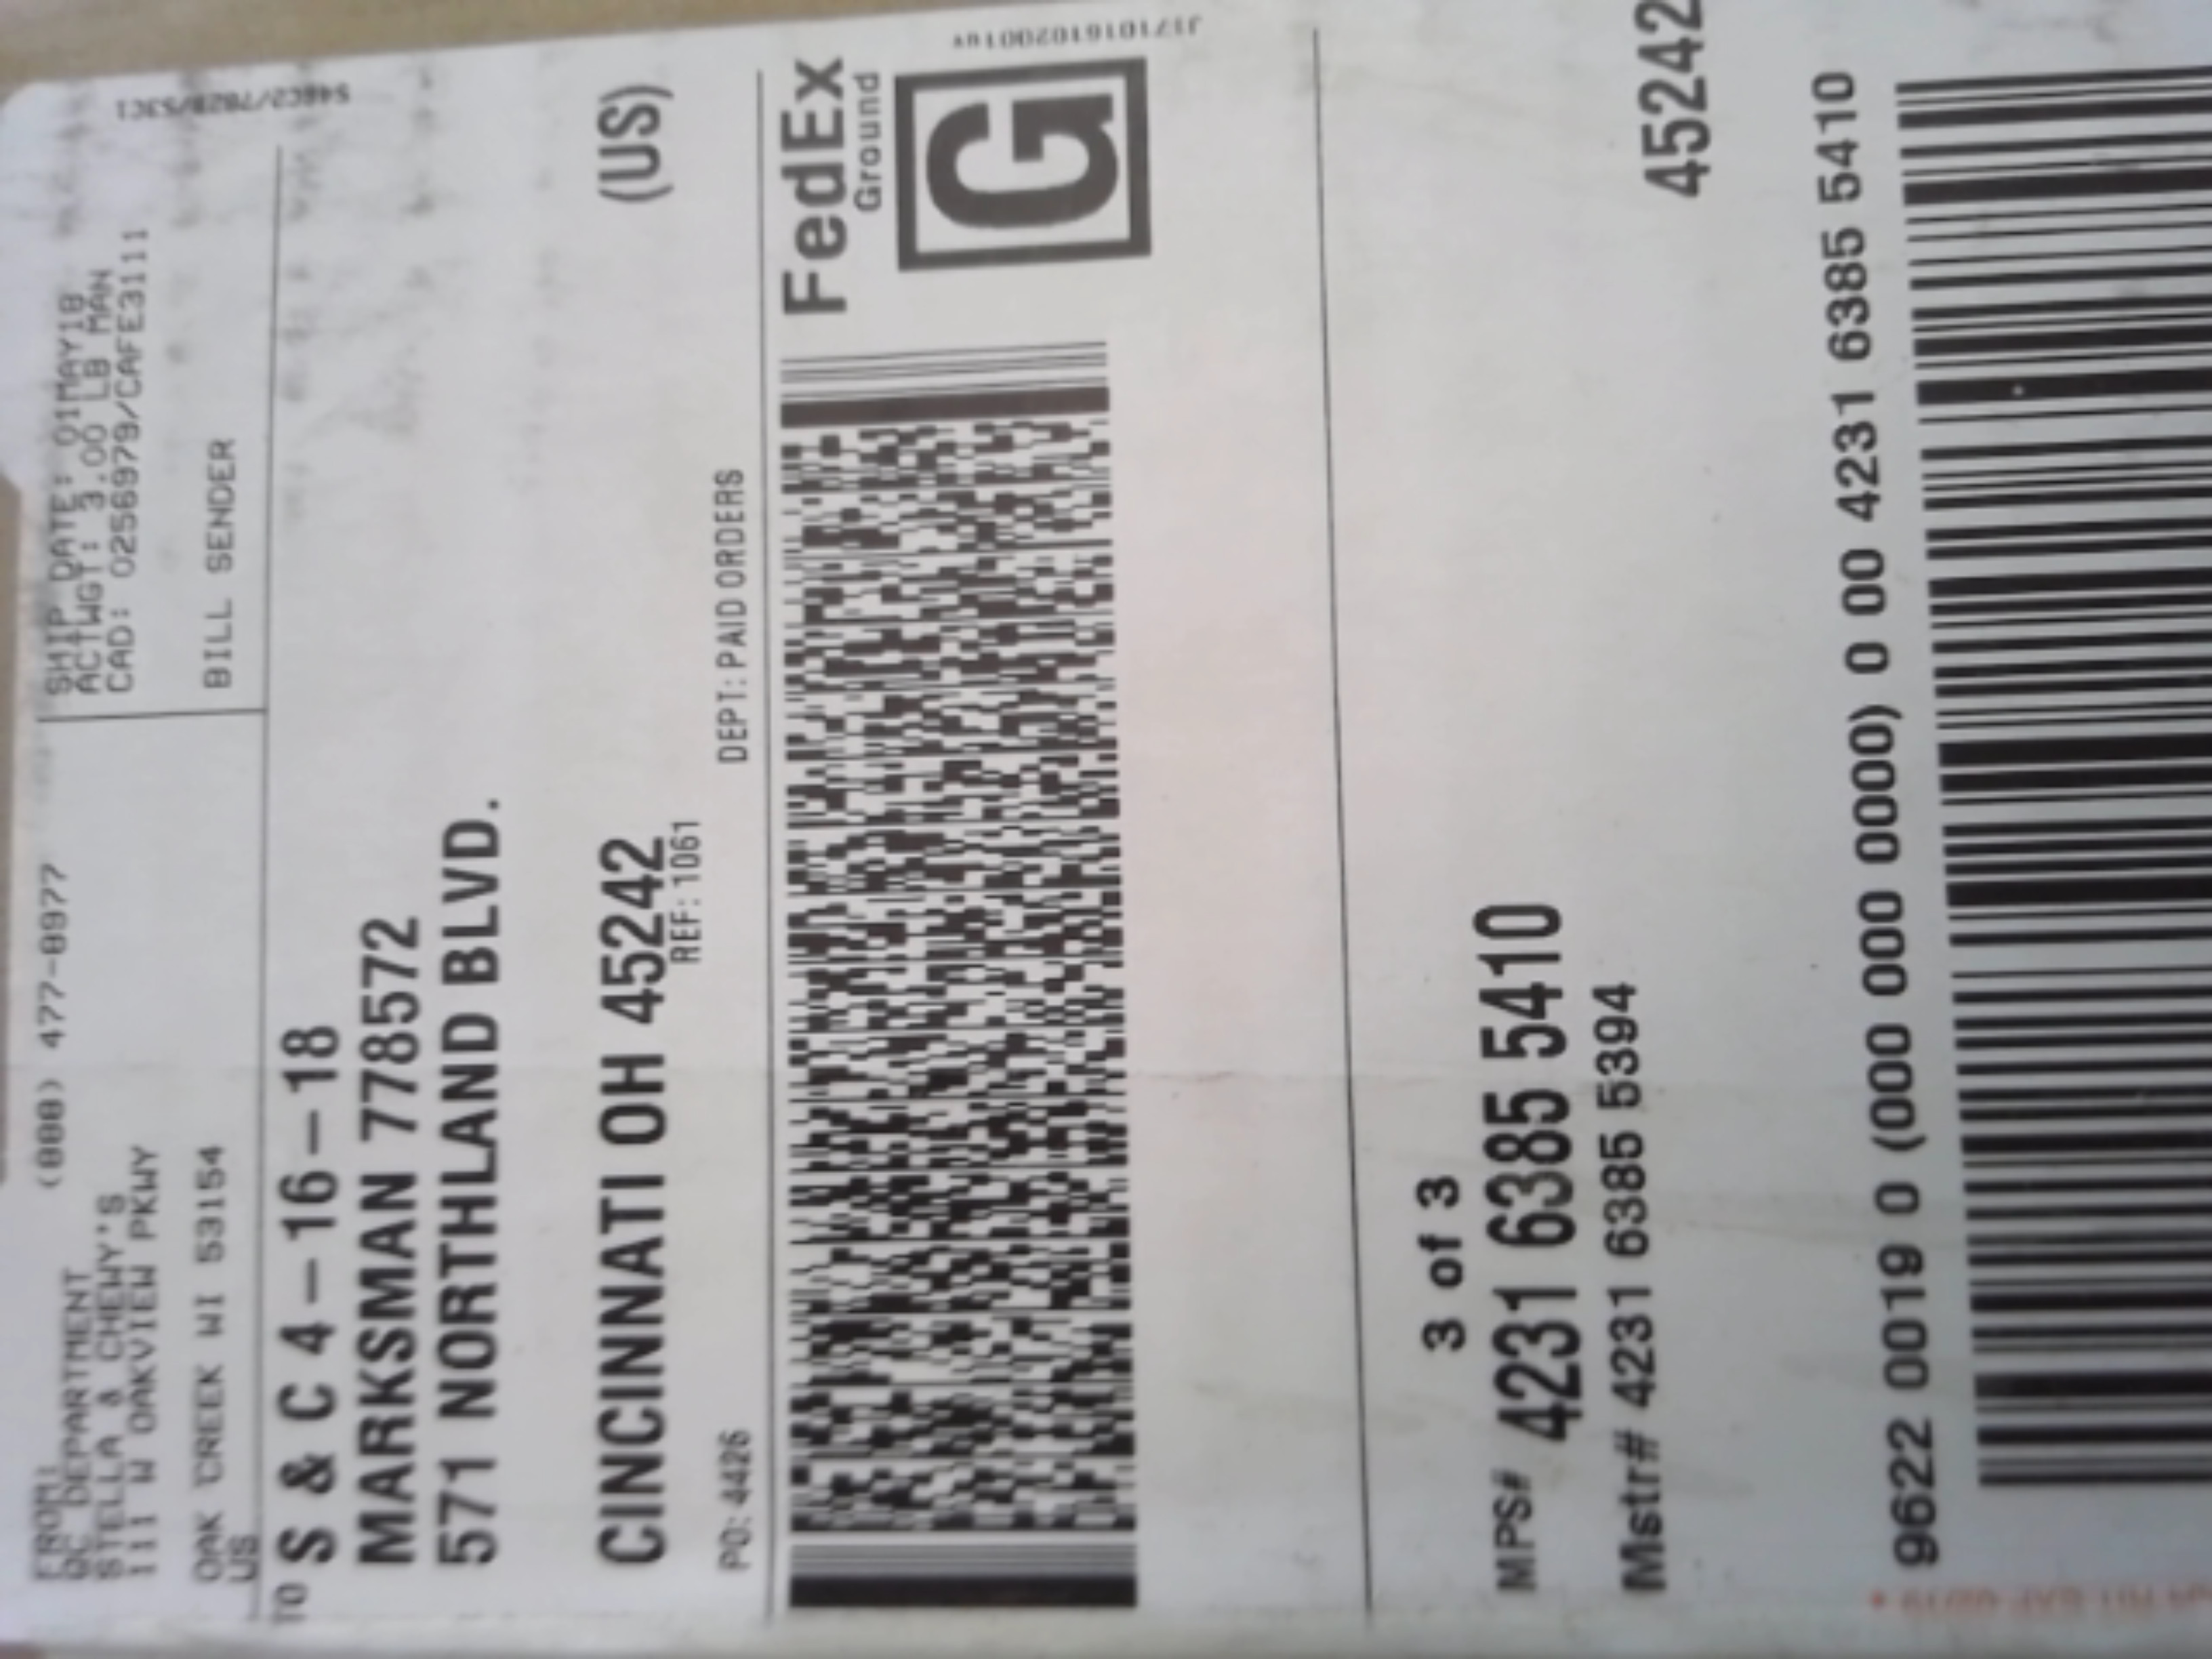 FROM: (888) 477-8977
QC DEPARTMENT
STELLA & CHEWY'S
111 W OAKVIEW PKWY
OAK CREEK WI 53154
US
SHIP DATE: 01MAY18
ACTWGT: 3.00 LB MAN
CAD: 0256979/CAFE3111
BILL SENDER
TO S & C 4-16-18
MARKSMAN 778572
571 NORTHLAND BLVD.
CINCINNATI OH 45242 (US)
REF: 1061
PO: 4426 DEPT: PAID ORDERS
FedEx
Ground
G
3 of 3
MPS# 4231 6385 5410
Mstr# 4231 6385 5394
45242
9622 0019 0 (000 000 0000) 0 00 4231 6385 5410